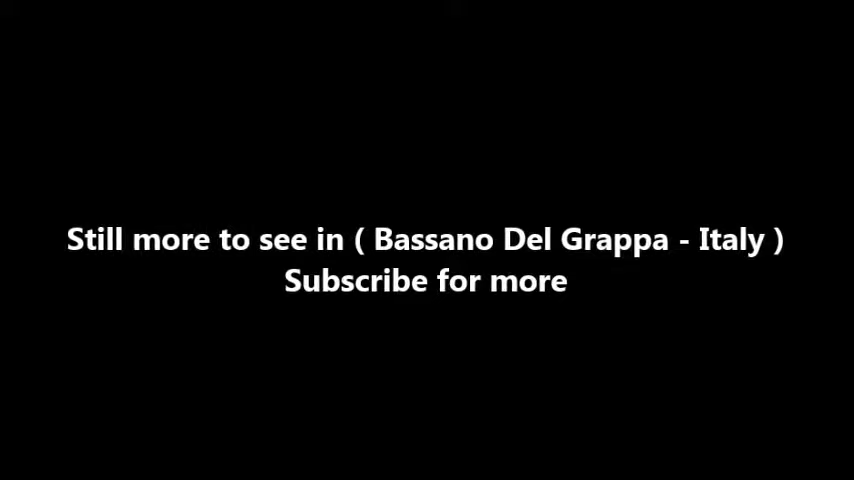 Still more to see in ( Bassano Del Grappa - Italy )
Subscribe for more